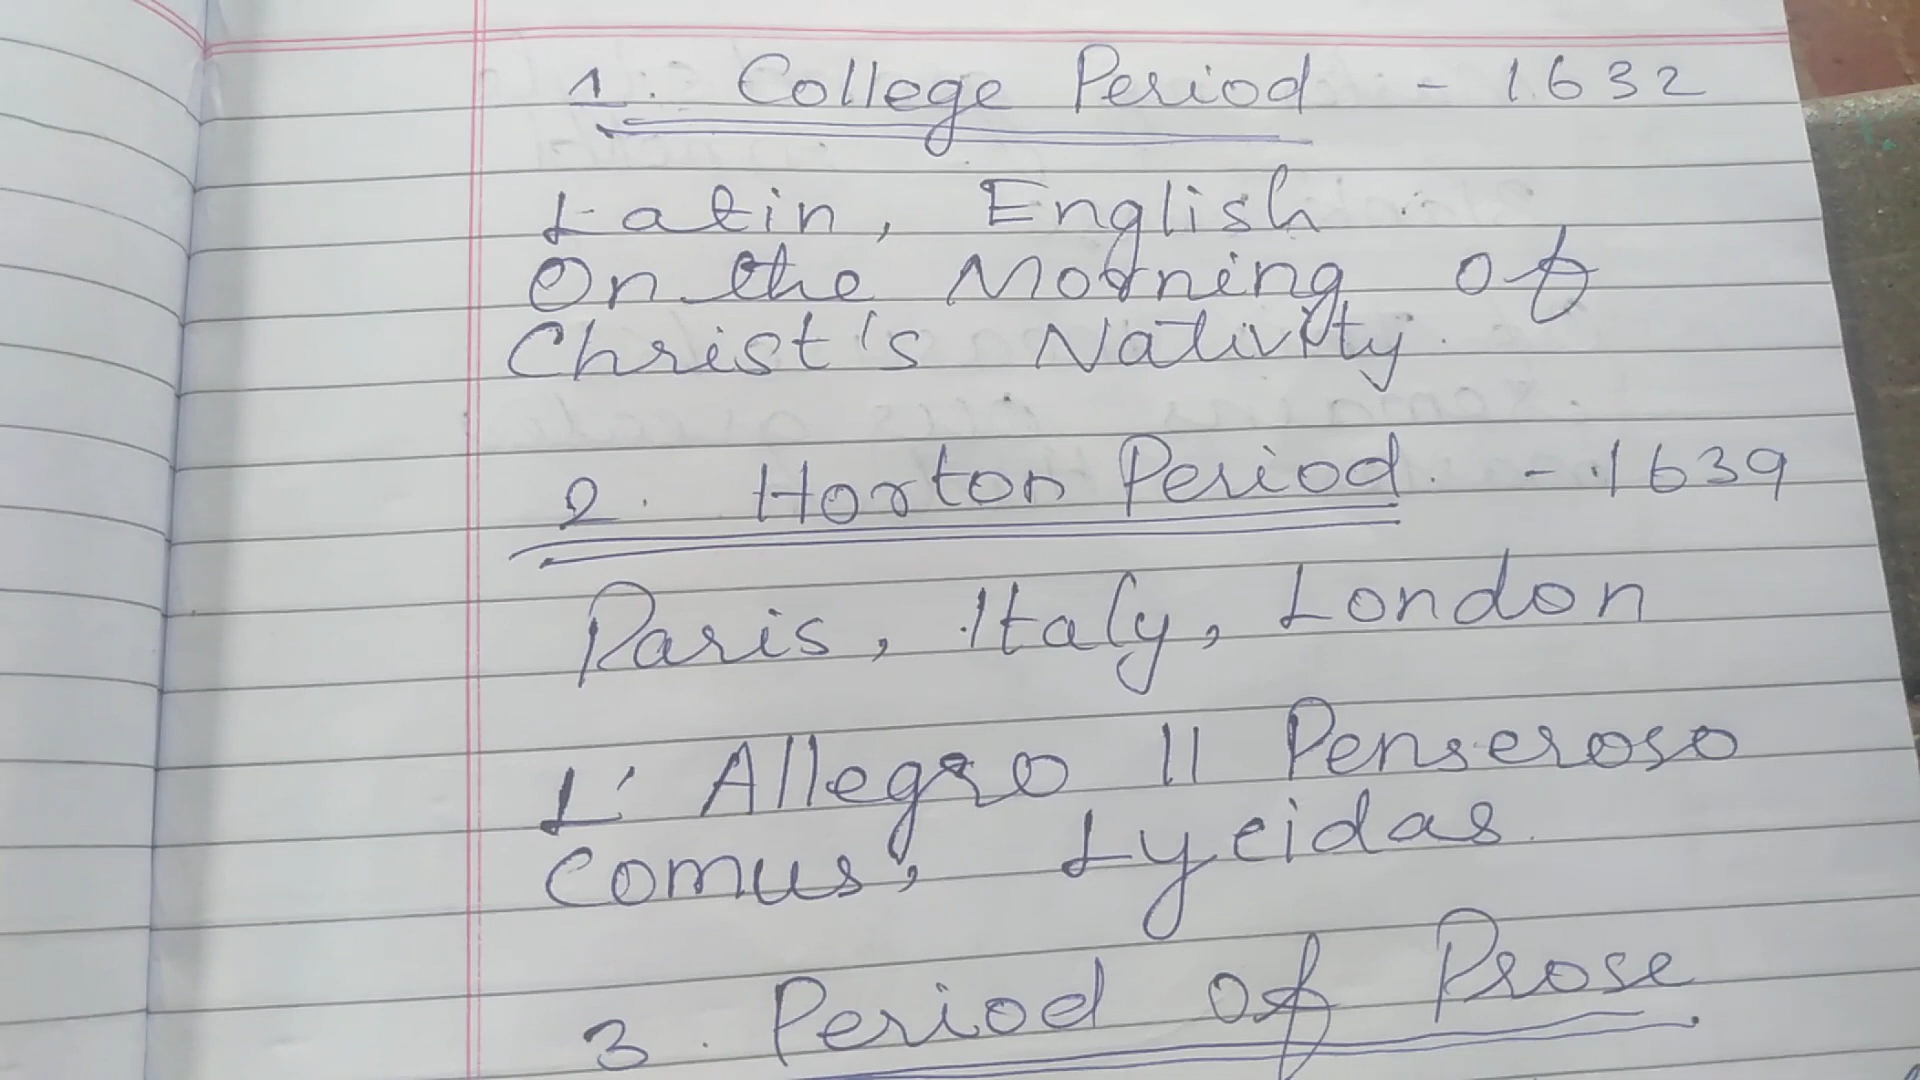 1. College Period - 1632
Latin, English
On the Morning of
Christ's Nativity.
2. Horton Period. - 1639
Paris, Italy, London
L' Allegro Il Penseroso
Comus, Lycidas.
3. Period of Prose